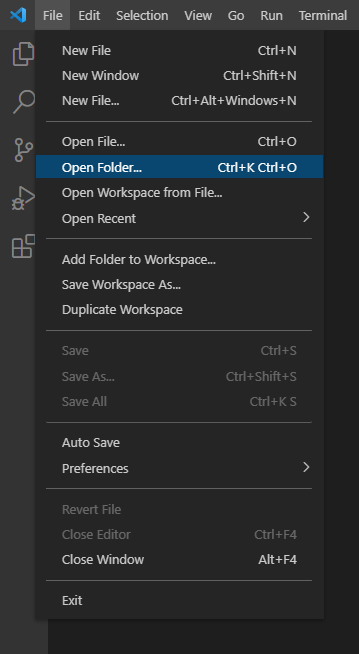 File Edit Selection View Go Run Terminal
New File Ctrl+N
New Window Ctrl+Shift+N
New File... Ctrl+Alt+Windows+N
Open File... Ctrl+O
Open Folder... Ctrl+K Ctrl+O
Open Workspace from File...
Open Recent
Add Folder to Workspace...
Save Workspace As...
Duplicate Workspace
Save Ctrl+S
Save As... Ctrl+Shift+S
Save All Ctrl+K S
Auto Save
Preferences
Revert File
Close Editor Ctrl+F4
Close Window Alt+F4
Exit